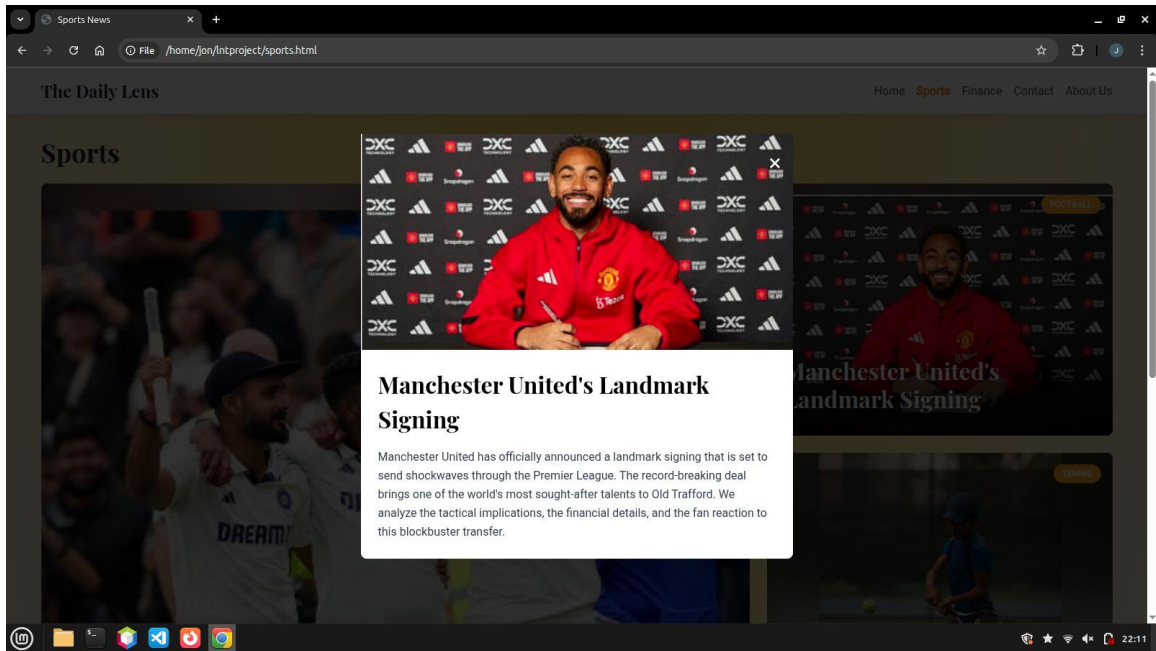 Sports News
File /home/jon/lntproject/sports.html
J
The Daily Lens
Home Sports Finance Contact About Us
Sports
DXC
TECHNOLOGY
Snapdragon
Tezos
Manchester United's Landmark
Signing
Manchester United has officially announced a landmark signing that is set to
send shockwaves through the Premier League. The record-breaking deal
brings one of the world's most sought-after talents to Old Trafford. We
analyze the tactical implications, the financial details, and the fan reaction to
this blockbuster transfer.
FOOTBALL
Manchester United's
Landmark Signing
TENNIS
DREAM
22:11